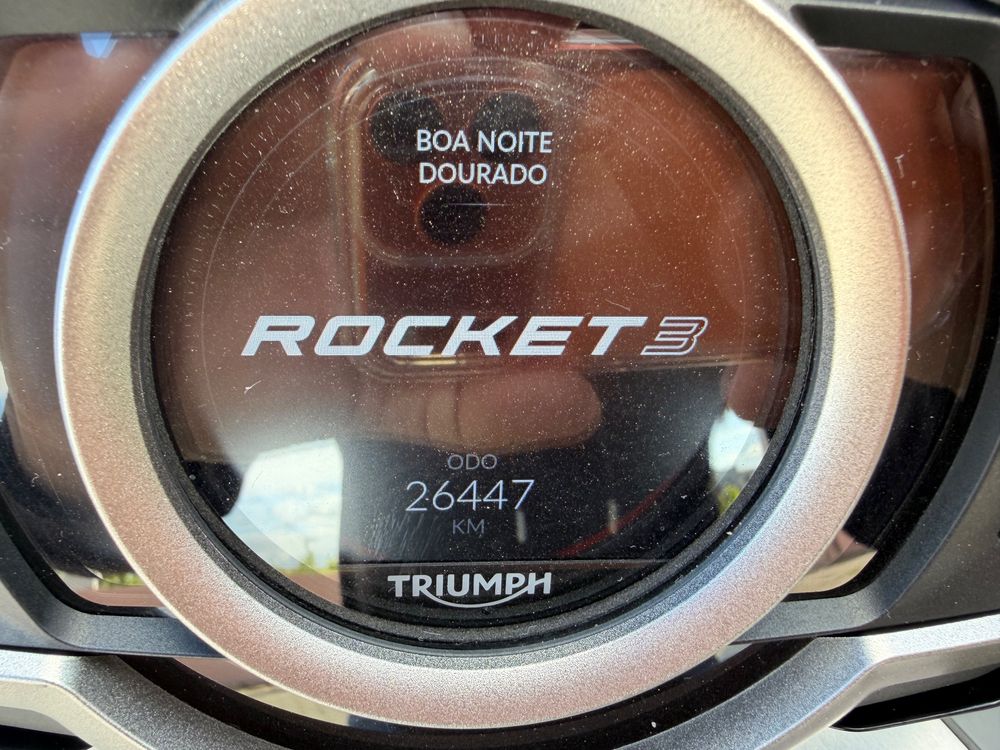 BOA NOITE
DOURADO
ROCKET 3
ODO
26447
KM
TRIUMPH